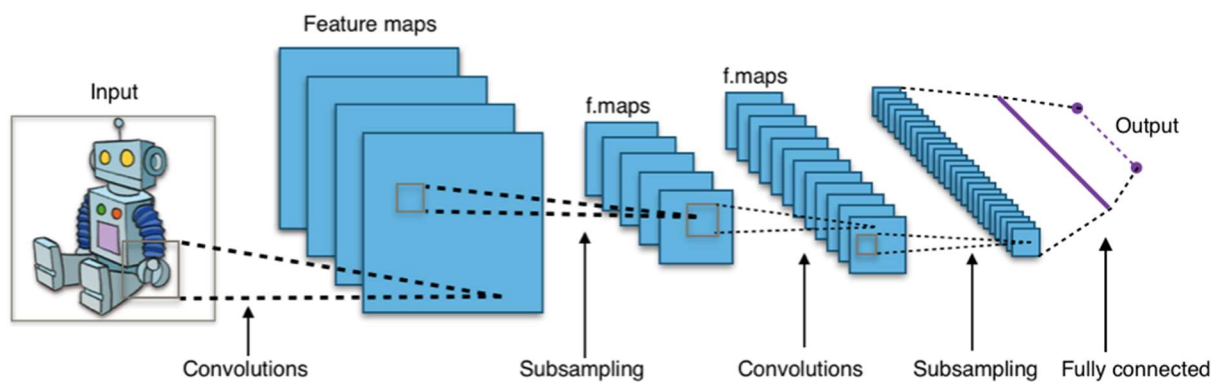 Feature maps
f.maps
Input
f.maps
Output
Convolutions
Subsampling
Convolutions
Subsampling
Fully connected